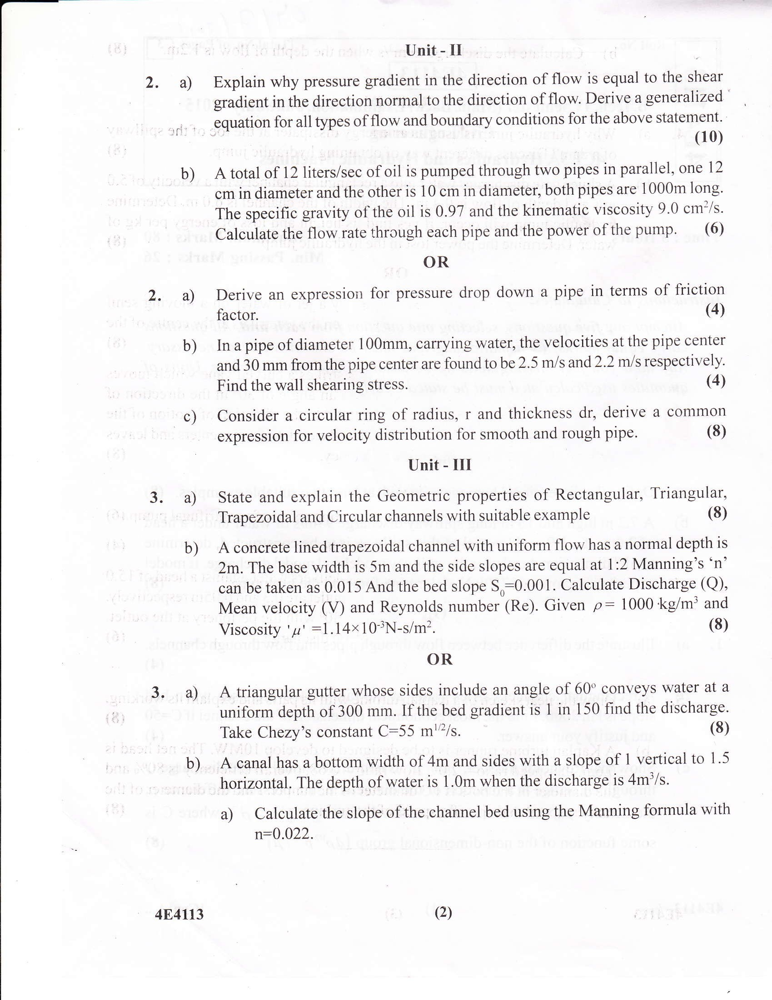 Unit - II
2. a) Explain why pressure gradient in the direction of flow is equal to the shear
gradient in the direction normal to the direction of flow. Derive a generalized
equation for all types of flow and boundary conditions for the above statement.
(10)
b) A total of 12 liters/sec of oil is pumped through two pipes in parallel, one 12
cm in diameter and the other is 10 cm in diameter, both pipes are 1000m long.
The specific gravity of the oil is 0.97 and the kinematic viscosity 9.0 cm²/s.
Calculate the flow rate through each pipe and the power of the pump. (6)
OR
2. a) Derive an expression for pressure drop down a pipe in terms of friction
factor. (4)
b) In a pipe of diameter 100mm, carrying water, the velocities at the pipe center
and 30 mm from the pipe center are found to be 2.5 m/s and 2.2 m/s respectively.
Find the wall shearing stress. (4)
c) Consider a circular ring of radius, r and thickness dr, derive a common
expression for velocity distribution for smooth and rough pipe. (8)
Unit - III
3. a) State and explain the Geometric properties of Rectangular, Triangular,
Trapezoidal and Circular channels with suitable example (8)
b) A concrete lined trapezoidal channel with uniform flow has a normal depth is
2m. The base width is 5m and the side slopes are equal at 1:2 Manning's 'n'
can be taken as 0.015 And the bed slope S₀=0.001. Calculate Discharge (Q),
Mean velocity (V) and Reynolds number (Re). Given ρ = 1000 kg/m³ and
Viscosity 'μ' =1.14×10⁻³N-s/m². (8)
OR
3. a) A triangular gutter whose sides include an angle of 60° conveys water at a
uniform depth of 300 mm. If the bed gradient is 1 in 150 find the discharge.
Take Chezy's constant C=55 m^1/2/s. (8)
b) A canal has a bottom width of 4m and sides with a slope of 1 vertical to 1.5
horizontal. The depth of water is 1.0m when the discharge is 4m³/s.
a) Calculate the slope of the channel bed using the Manning formula with
n=0.022.
4E4113 (2)